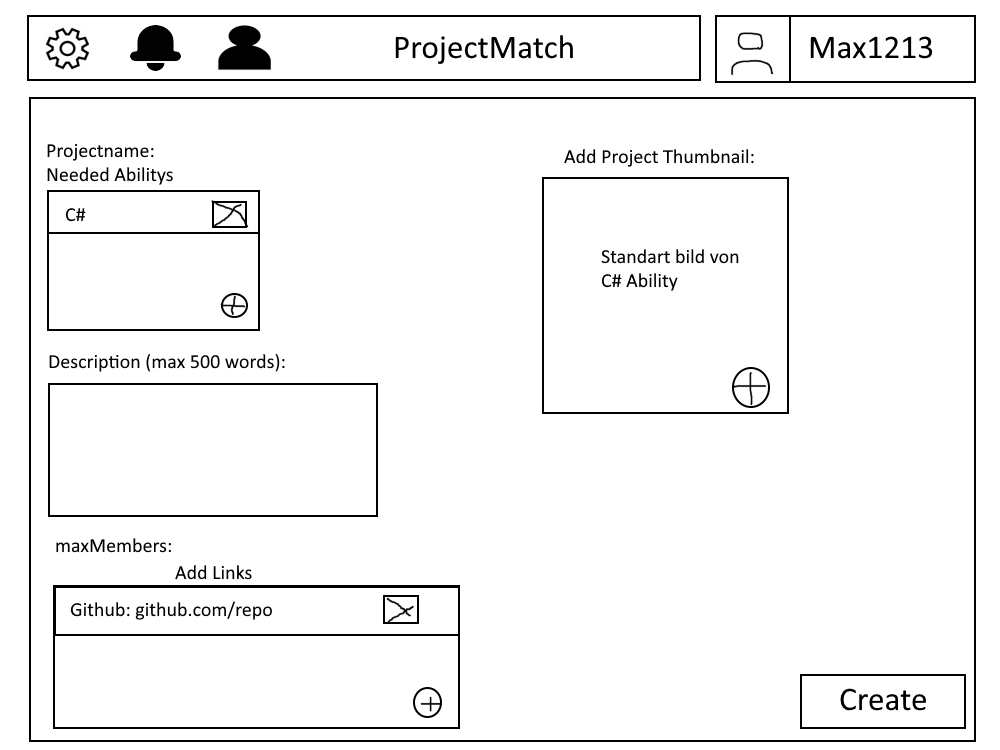 ProjectMatch
Max1213
Projectname:
Needed Abilitys
C#
Add Project Thumbnail:
Standart bild von
C# Ability
Description (max 500 words):
maxMembers:
Add Links
Github: github.com/repo
Create